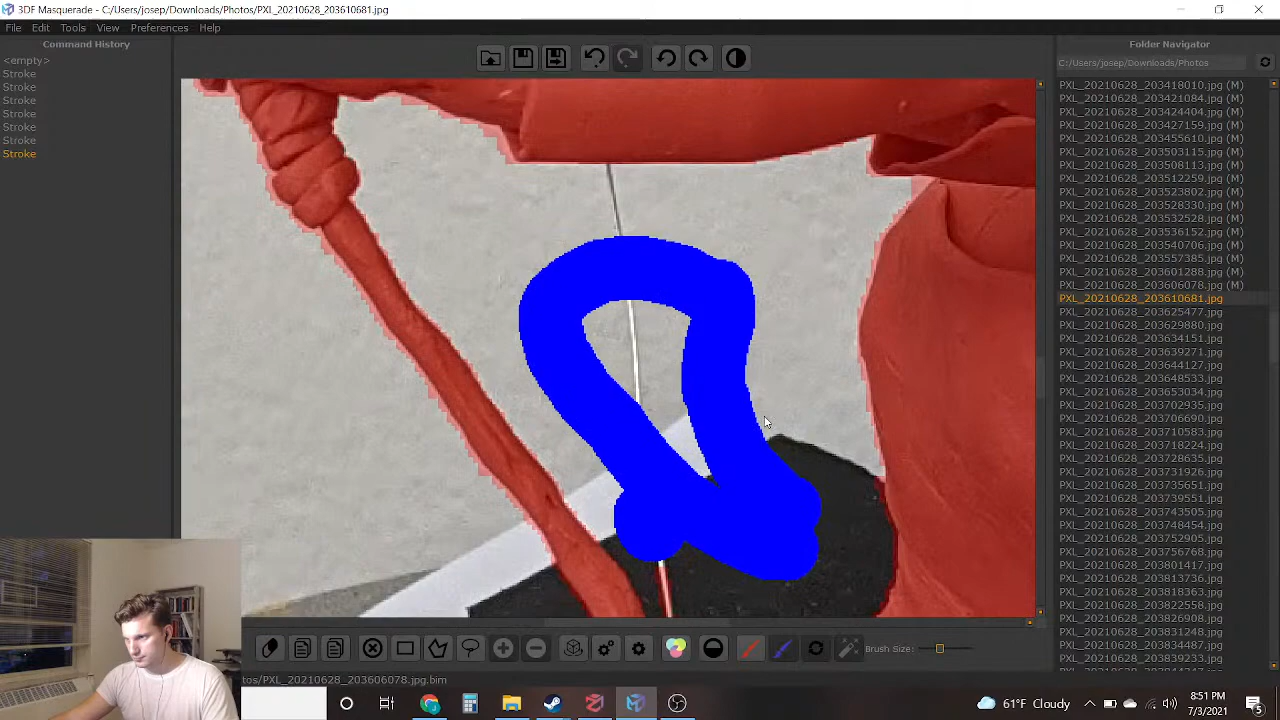 3DF Masquerade - C:/Users/josep/Downloads/Photos/PXL_20210628_203610681.jpg
File Edit Tools View Preferences Help
Command History
<empty>
Stroke
Stroke
Stroke
Stroke
Stroke
Stroke
Stroke
Folder Navigator
C:/Users/josep/Downloads/Photos
PXL_20210628_203418010.jpg (M)
PXL_20210628_203421084.jpg (M)
PXL_20210628_203424404.jpg (M)
PXL_20210628_203427159.jpg (M)
PXL_20210628_203455610.jpg (M)
PXL_20210628_203503115.jpg (M)
PXL_20210628_203508113.jpg (M)
PXL_20210628_203512259.jpg (M)
PXL_20210628_203523802.jpg (M)
PXL_20210628_203528330.jpg (M)
PXL_20210628_203532528.jpg (M)
PXL_20210628_203536152.jpg (M)
PXL_20210628_203540706.jpg (M)
PXL_20210628_203557385.jpg (M)
PXL_20210628_203601288.jpg (M)
PXL_20210628_203606078.jpg (M)
PXL_20210628_203610681.jpg
PXL_20210628_203625477.jpg
PXL_20210628_203629880.jpg
PXL_20210628_203634151.jpg
PXL_20210628_203639271.jpg
PXL_20210628_203644127.jpg
PXL_20210628_203648533.jpg
PXL_20210628_203653034.jpg
PXL_20210628_203702935.jpg
PXL_20210628_203706690.jpg
PXL_20210628_203710583.jpg
PXL_20210628_203718224.jpg
PXL_20210628_203728635.jpg
PXL_20210628_203731926.jpg
PXL_20210628_203735651.jpg
PXL_20210628_203739551.jpg
PXL_20210628_203743505.jpg
PXL_20210628_203748454.jpg
PXL_20210628_203752905.jpg
PXL_20210628_203756768.jpg
PXL_20210628_203801417.jpg
PXL_20210628_203813736.jpg
PXL_20210628_203818363.jpg
PXL_20210628_203822558.jpg
PXL_20210628_203826908.jpg
PXL_20210628_203831248.jpg
PXL_20210628_203834487.jpg
PXL_20210628_203839233.jpg
Brush Size:
tos/PXL_20210628_203606078.jpg.bim
61°F Cloudy
8:51 PM
7/3/2021
5